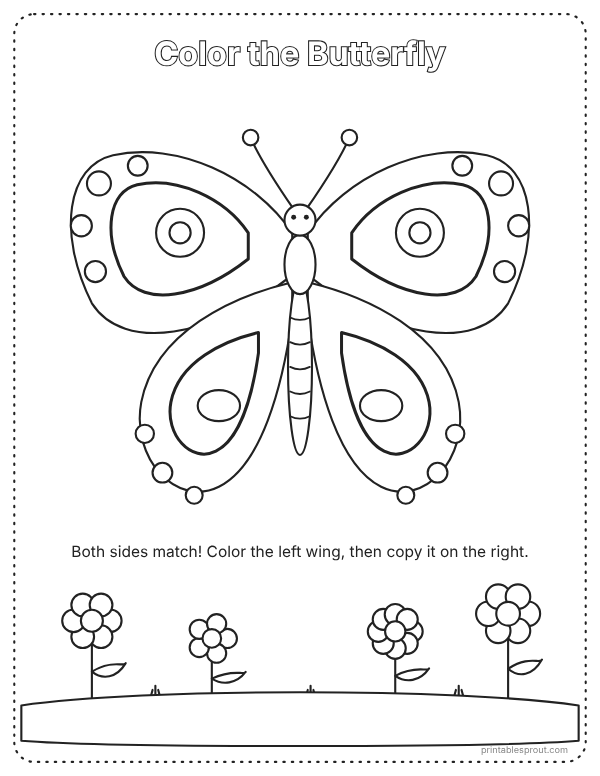 Color the Butterfly
Both sides match! Color the left wing, then copy it on the right.
printablesprout.com